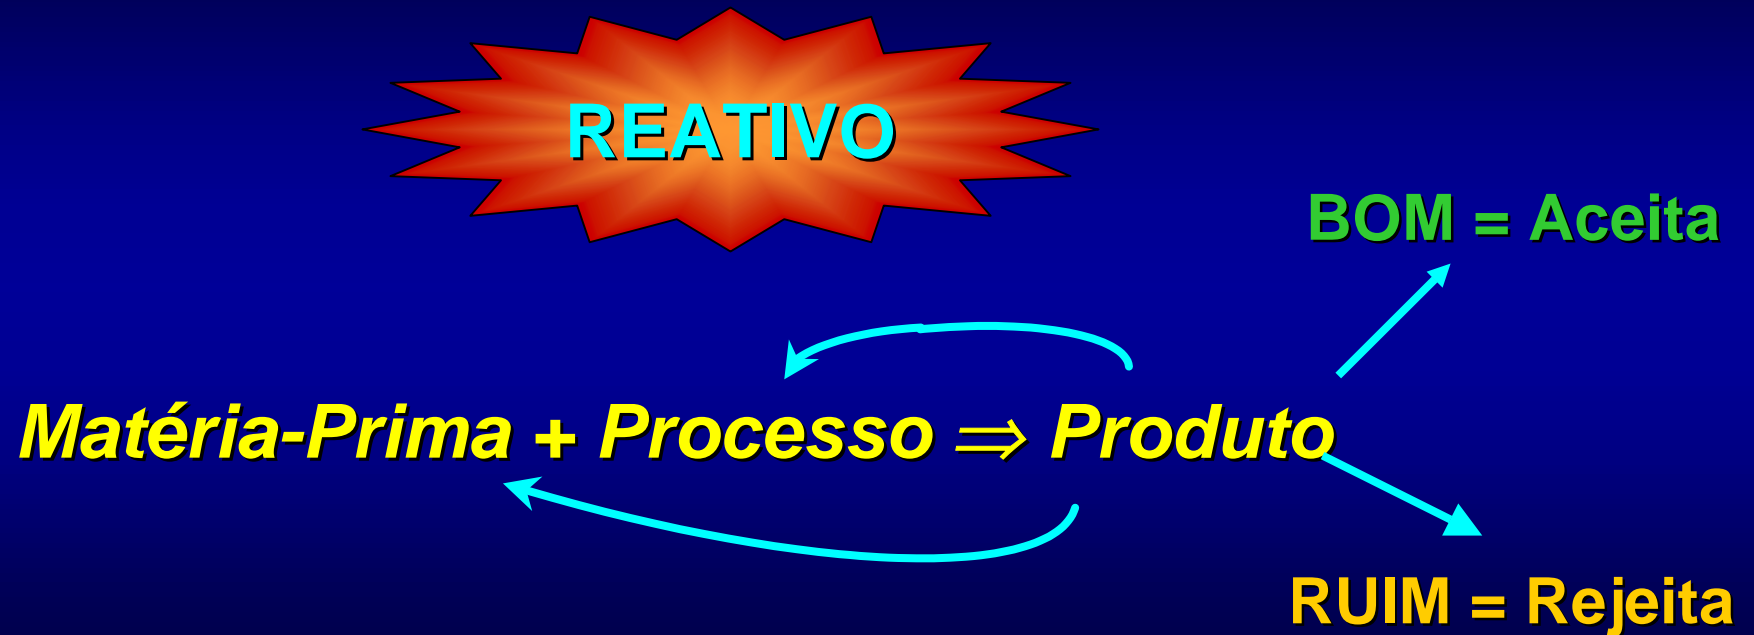 REATIVO
BOM = Aceita
Matéria-Prima + Processo ⇒ Produto
RUIM = Rejeita